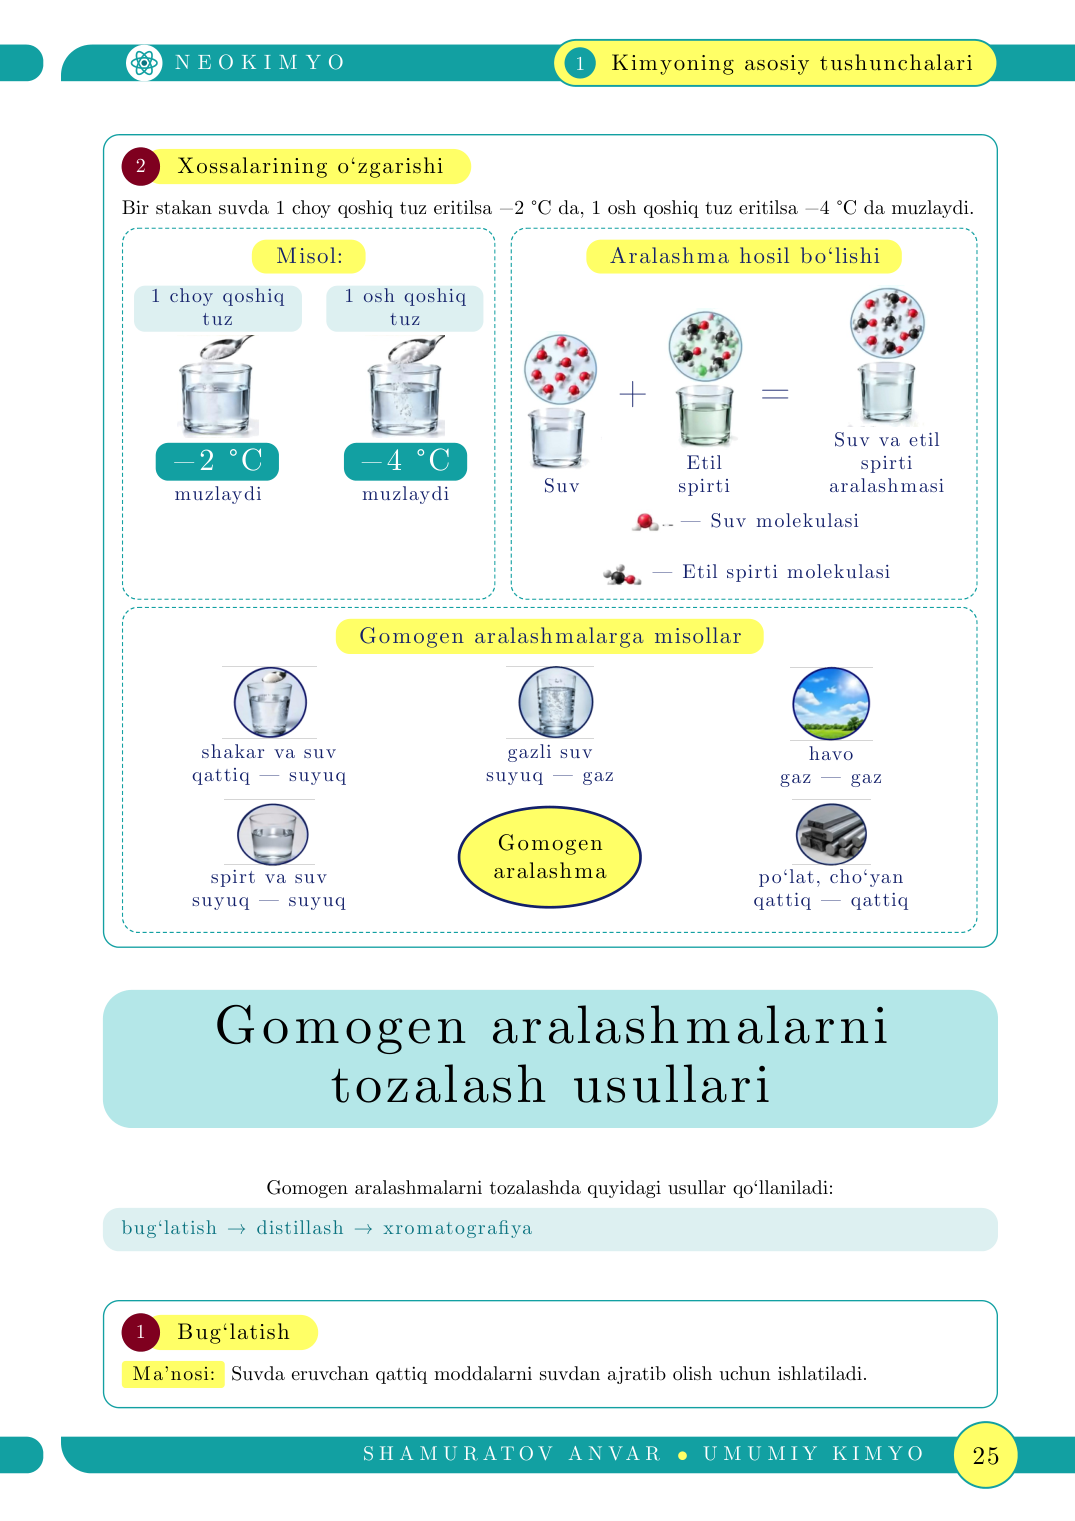 NEOKIMYO
1 Kimyoning asosiy tushunchalari
2 Xossalarining o‘zgarishi
Bir stakan suvda 1 choy qoshiq tuz eritilsa −2 °C da, 1 osh qoshiq tuz eritilsa −4 °C da muzlaydi.
Misol:
1 choy qoshiq
tuz
−2 °C
muzlaydi
1 osh qoshiq
tuz
−4 °C
muzlaydi
Aralashma hosil bo‘lishi
Suv
+
Etil
spirti
=
Suv va etil
spirti
aralashmasi
— Suv molekulasi
— Etil spirti molekulasi
Gomogen aralashmalarga misollar
shakar va suv
qattiq — suyuq
gazli suv
suyuq — gaz
havo
gaz — gaz
spirt va suv
suyuq — suyuq
Gomogen
aralashma
po‘lat, cho‘yan
qattiq — qattiq
Gomogen aralashmalarni
tozalash usullari
Gomogen aralashmalarni tozalashda quyidagi usullar qo‘llaniladi:
bug‘latish → distillash → xromatografiya
1 Bug‘latish
Ma’nosi: Suvda eruvchan qattiq moddalarni suvdan ajratib olish uchun ishlatiladi.
SHAMURATOV ANVAR ● UMUMIY KIMYO
25